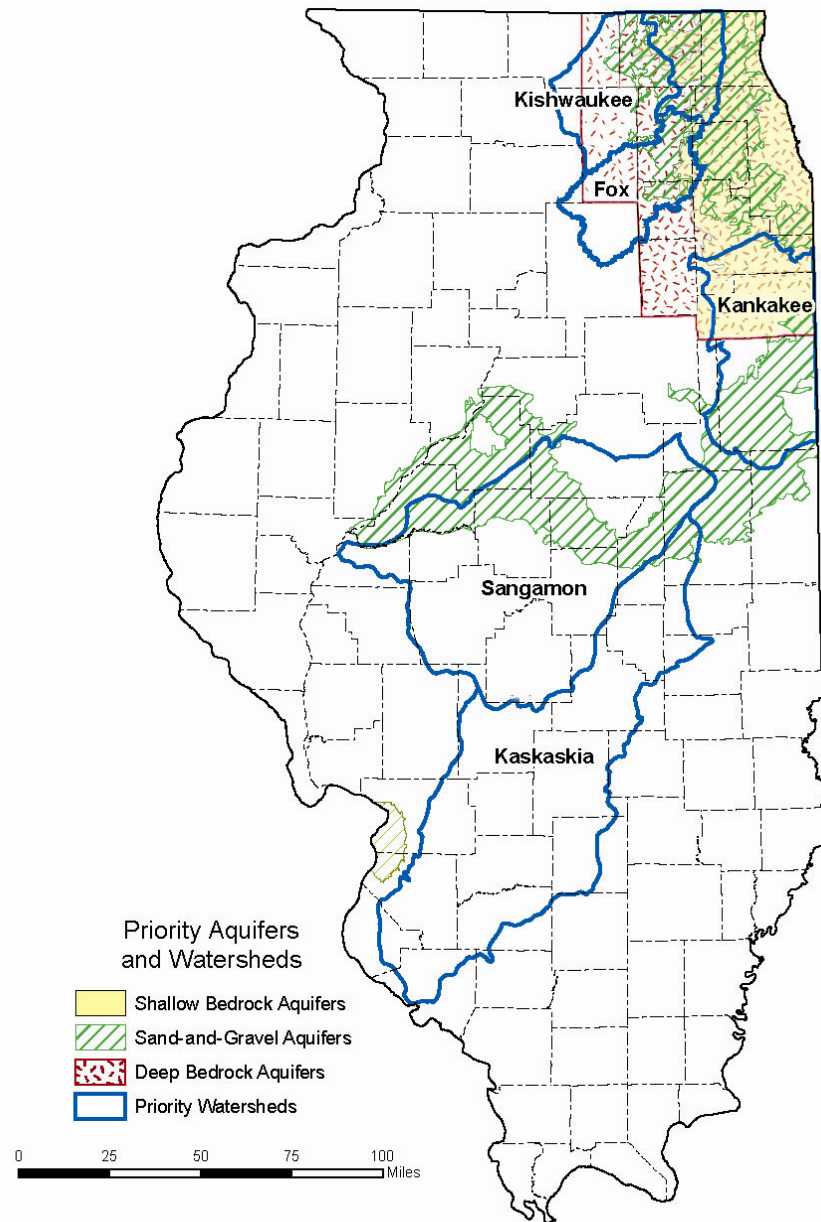 Kishwaukee
Fox
Kankakee
Sangamon
Kaskaskia
Priority Aquifers
and Watersheds
Shallow Bedrock Aquifers
Sand-and-Gravel Aquifers
Deep Bedrock Aquifers
Priority Watersheds
0 25 50 75 100
Miles